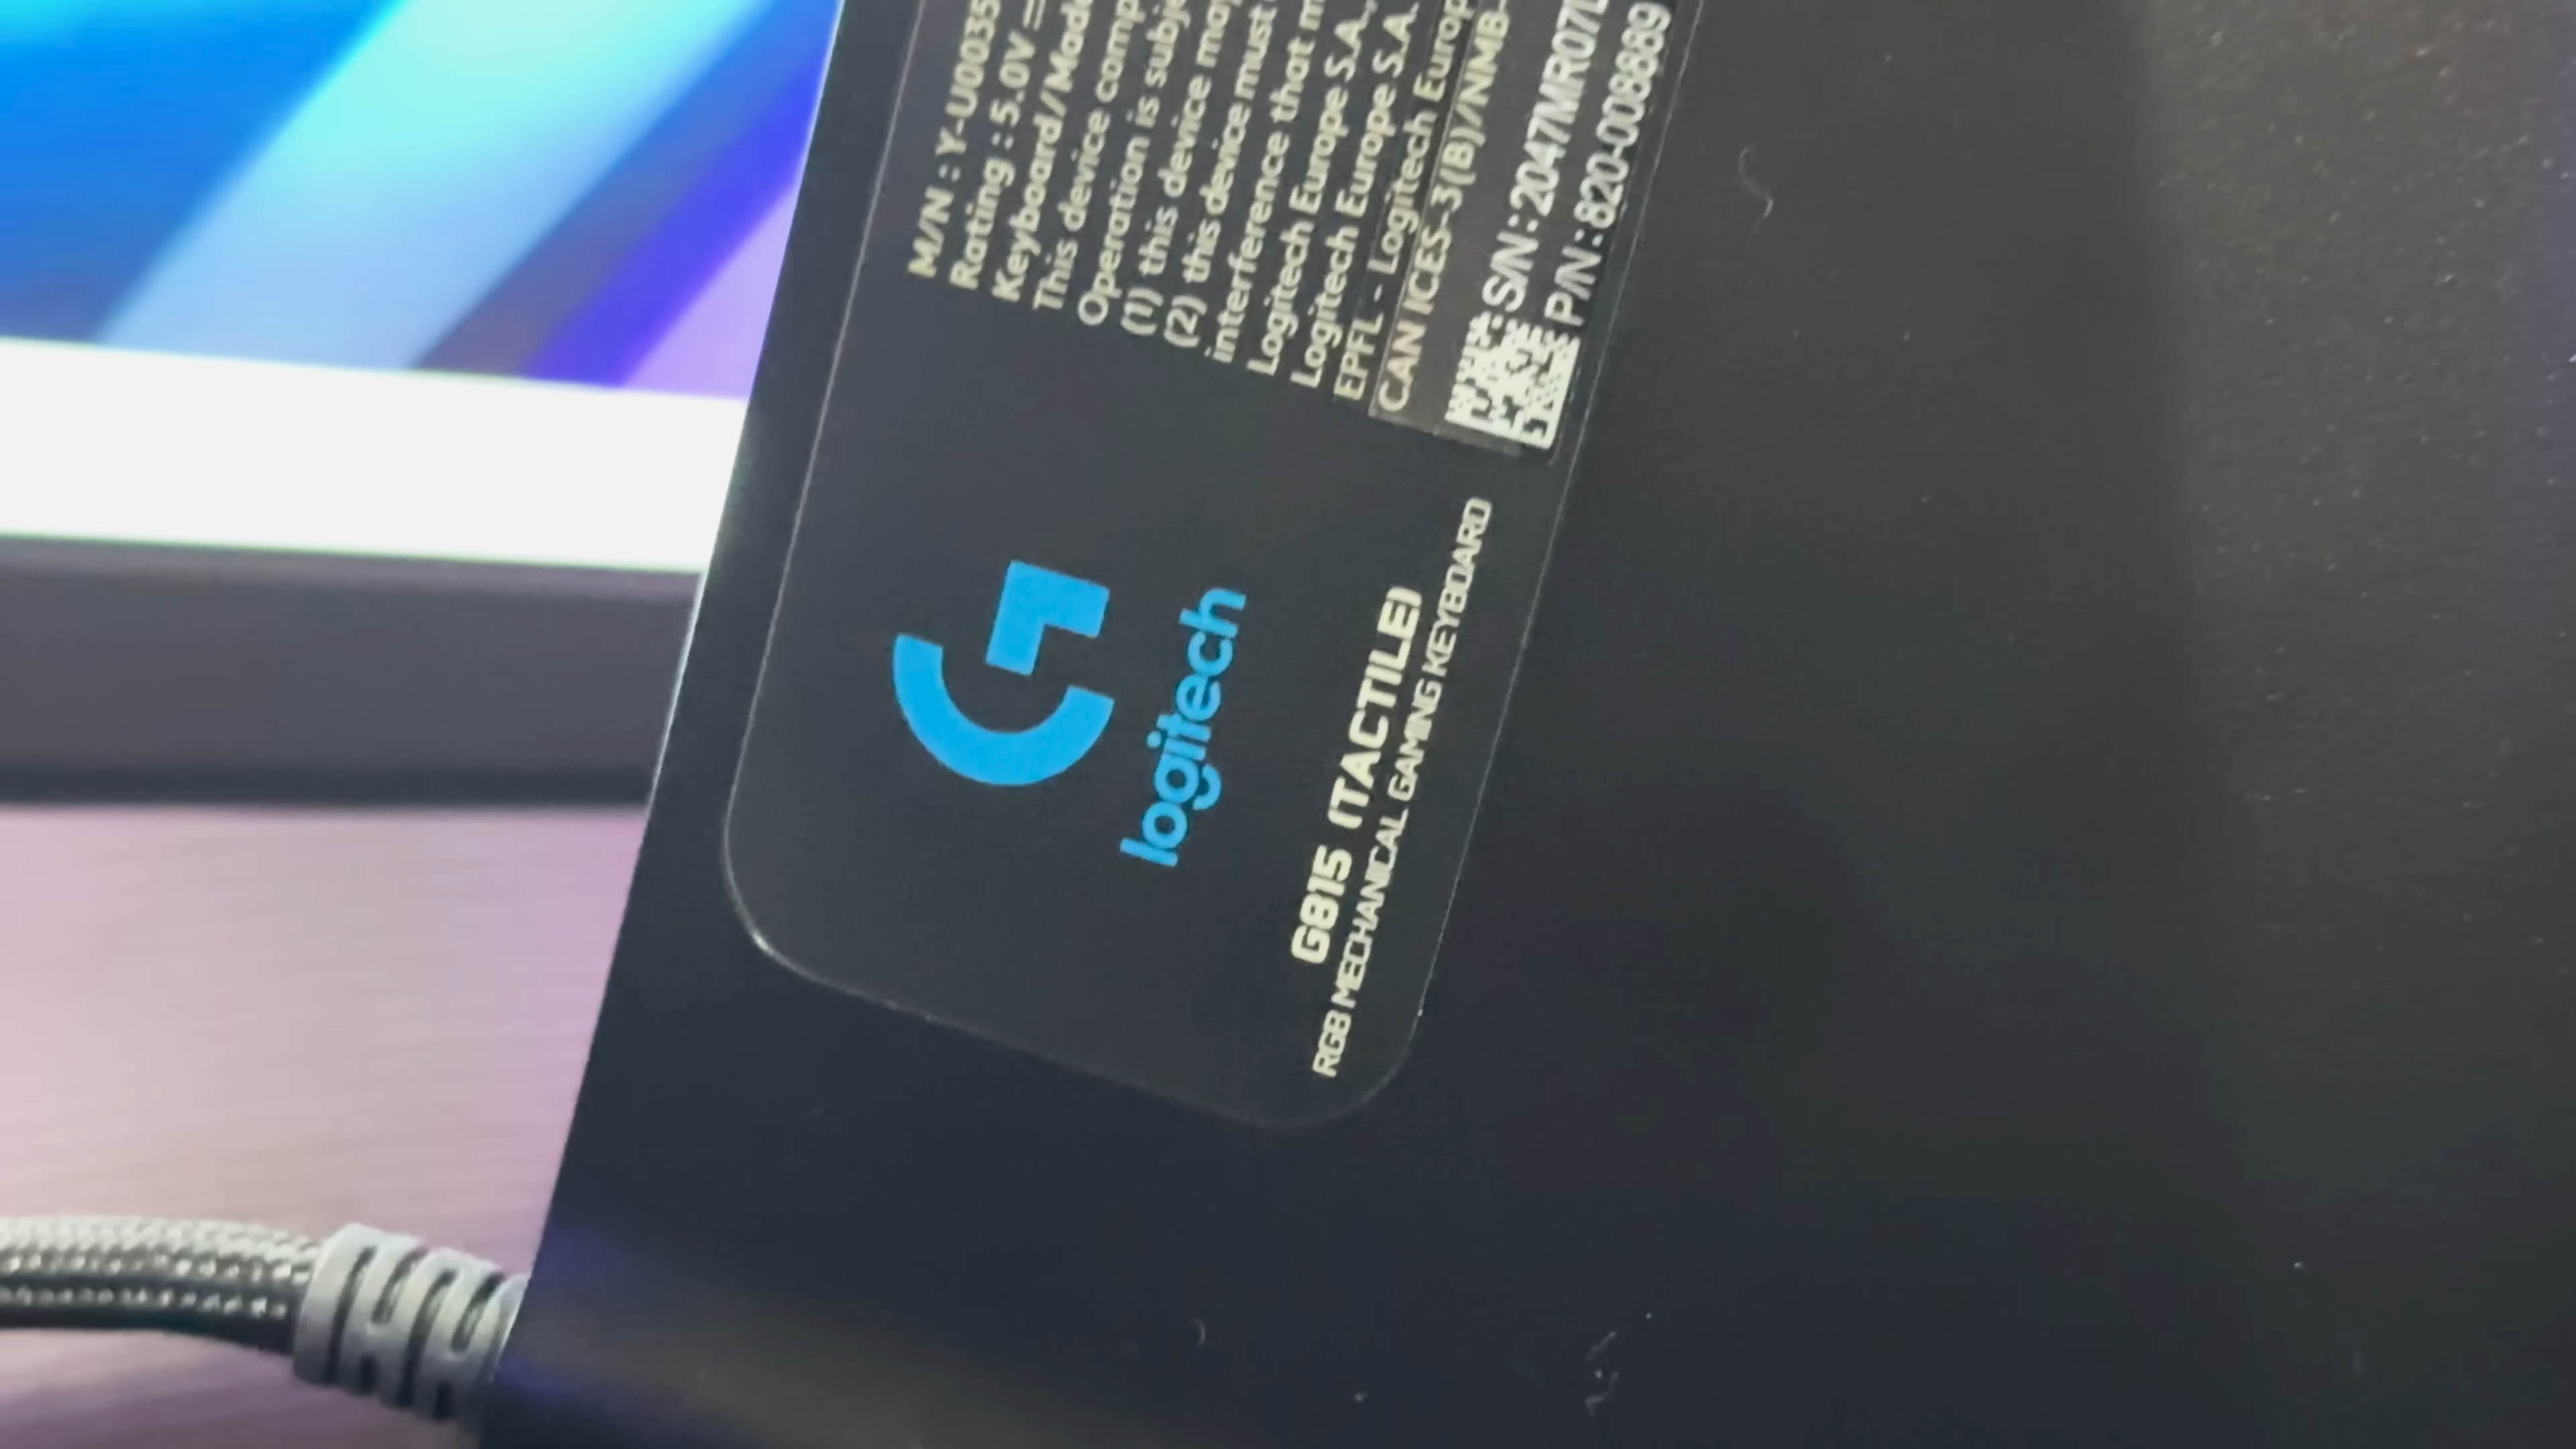 M/N : Y-U0035
Rating : 5.0V
Keyboard/Made
This device comp
Operation is subje
(1) this device may
(2) this device must
interference that m
Logitech Europe S.A.,
Logitech Europe S.A.
EPFL - Logitech Europ
CAN ICES-3(B)/NMB-
S/N : 2047MR07
P/N : 820-008889
logitech
G815 (TACTILE)
RGB MECHANICAL GAMING KEYBOARD